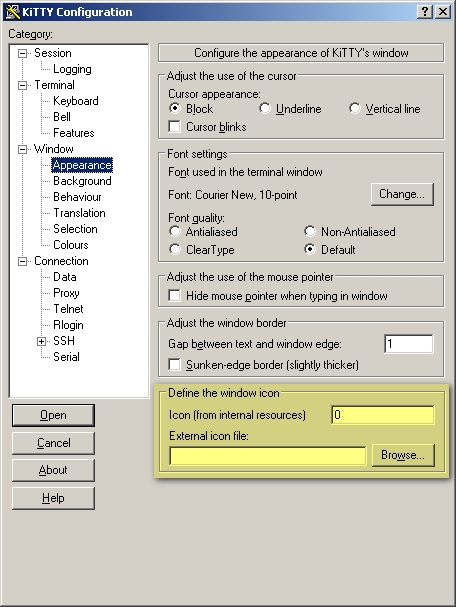 KiTTY Configuration
Category:
Session
Logging
Terminal
Keyboard
Bell
Features
Window
Appearance
Background
Behaviour
Translation
Selection
Colours
Connection
Data
Proxy
Telnet
Rlogin
SSH
Serial
Open
Cancel
About
Help
Configure the appearance of KiTTY's window
Adjust the use of the cursor
Cursor appearance:
Block Underline Vertical line
Cursor blinks
Font settings
Font used in the terminal window
Font: Courier New, 10-point Change...
Font quality:
Antialiased Non-Antialiased
ClearType Default
Adjust the use of the mouse pointer
Hide mouse pointer when typing in window
Adjust the window border
Gap between text and window edge: 1
Sunken-edge border (slightly thicker)
Define the window icon
Icon (from internal resources) 0
External icon file:
Browse...